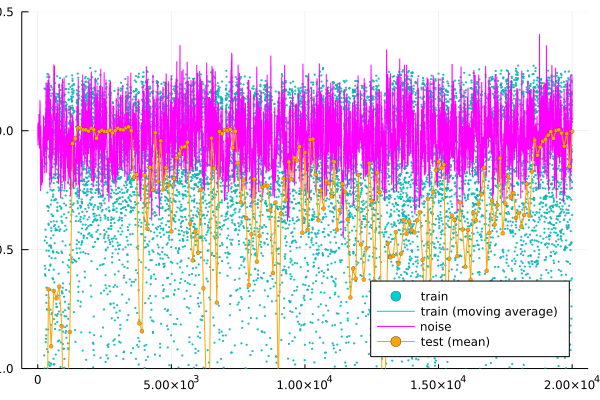 0.5
0.0
0.5
1.0
0
5.00×10³
1.00×10⁴
1.50×10⁴
2.00×10⁴
train
train (moving average)
noise
test (mean)